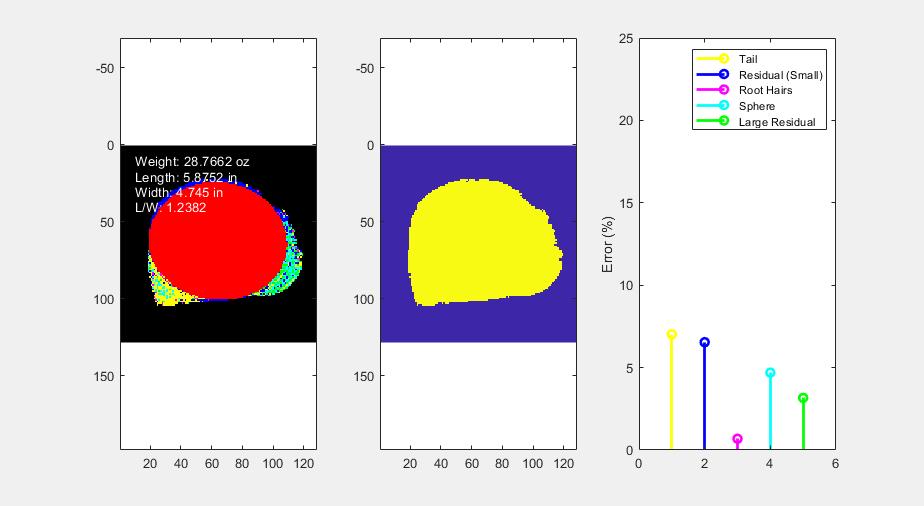 -50
0
50
100
150
20 40 60 80 100 120
Weight: 28.7662 oz
Length: 5.8752 in
Width: 4.745 in
L/W: 1.2382
-50
0
50
100
150
20 40 60 80 100 120
Error (%)
25
20
15
10
5
0
0 2 4 6
Tail
Residual (Small)
Root Hairs
Sphere
Large Residual